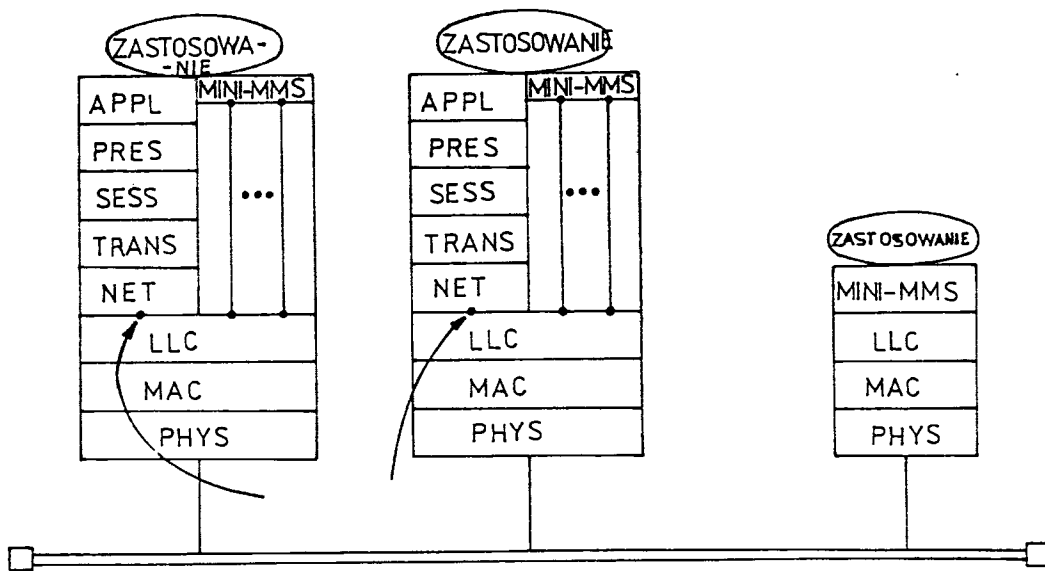 ZASTOSOWA-
-NIE
APPL
MINI-MMS
PRES
SESS
TRANS
NET
LLC
MAC
PHYS
ZASTOSOWANIE
APPL
MINI-MMS
PRES
SESS
TRANS
NET
LLC
MAC
PHYS
ZASTOSOWANIE
MINI-MMS
LLC
MAC
PHYS